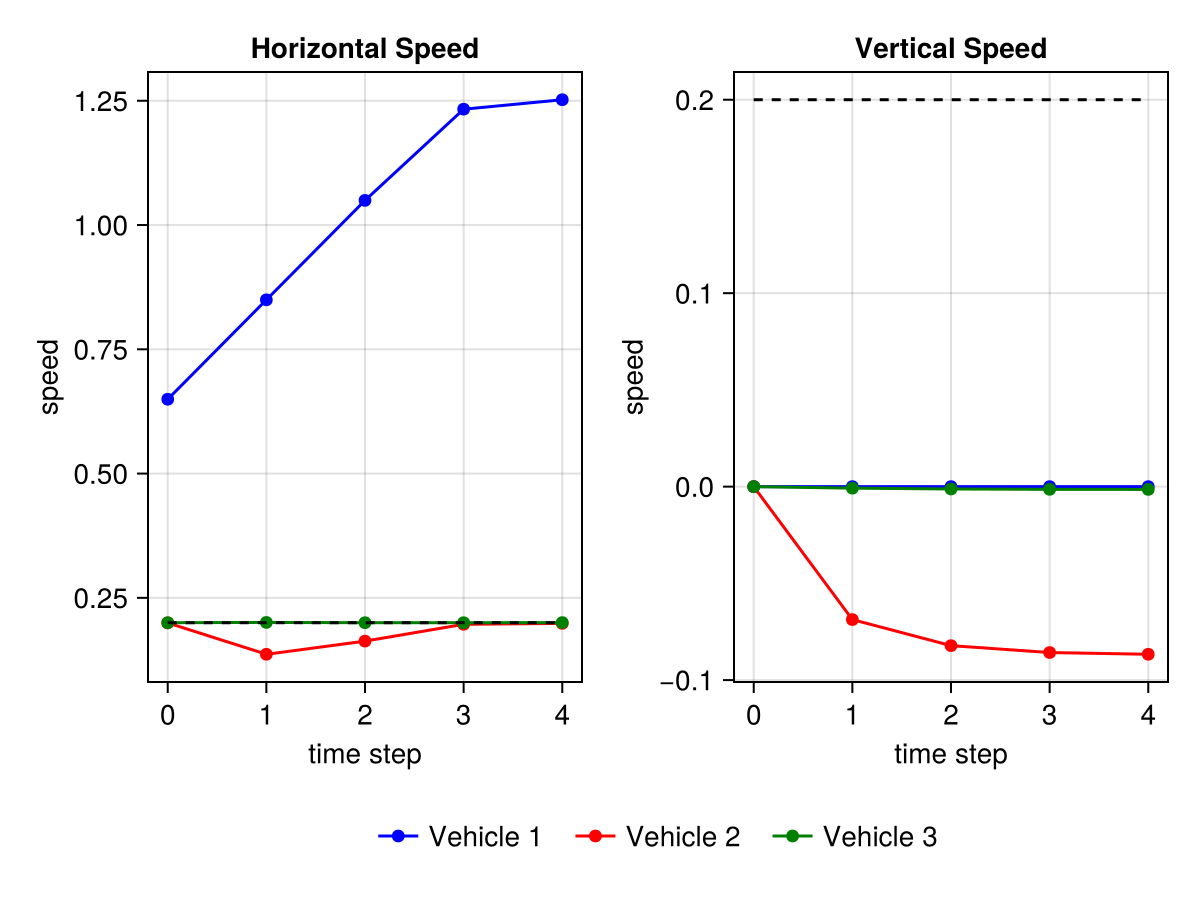 Horizontal Speed
1.25
1.00
0.75
0.50
0.25
speed
0 1 2 3 4
time step
Vertical Speed
0.2
0.1
0.0
−0.1
speed
0 1 2 3 4
time step
Vehicle 1 Vehicle 2 Vehicle 3